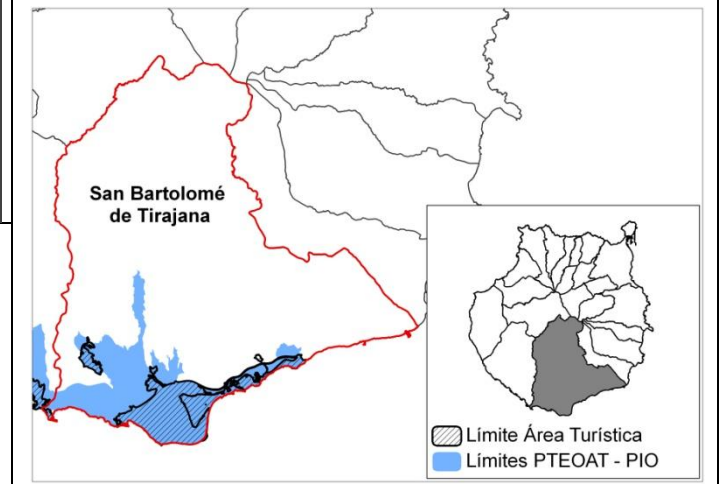 San Bartolomé
de Tirajana
Límite Área Turística
Límites PTEOAT - PIO